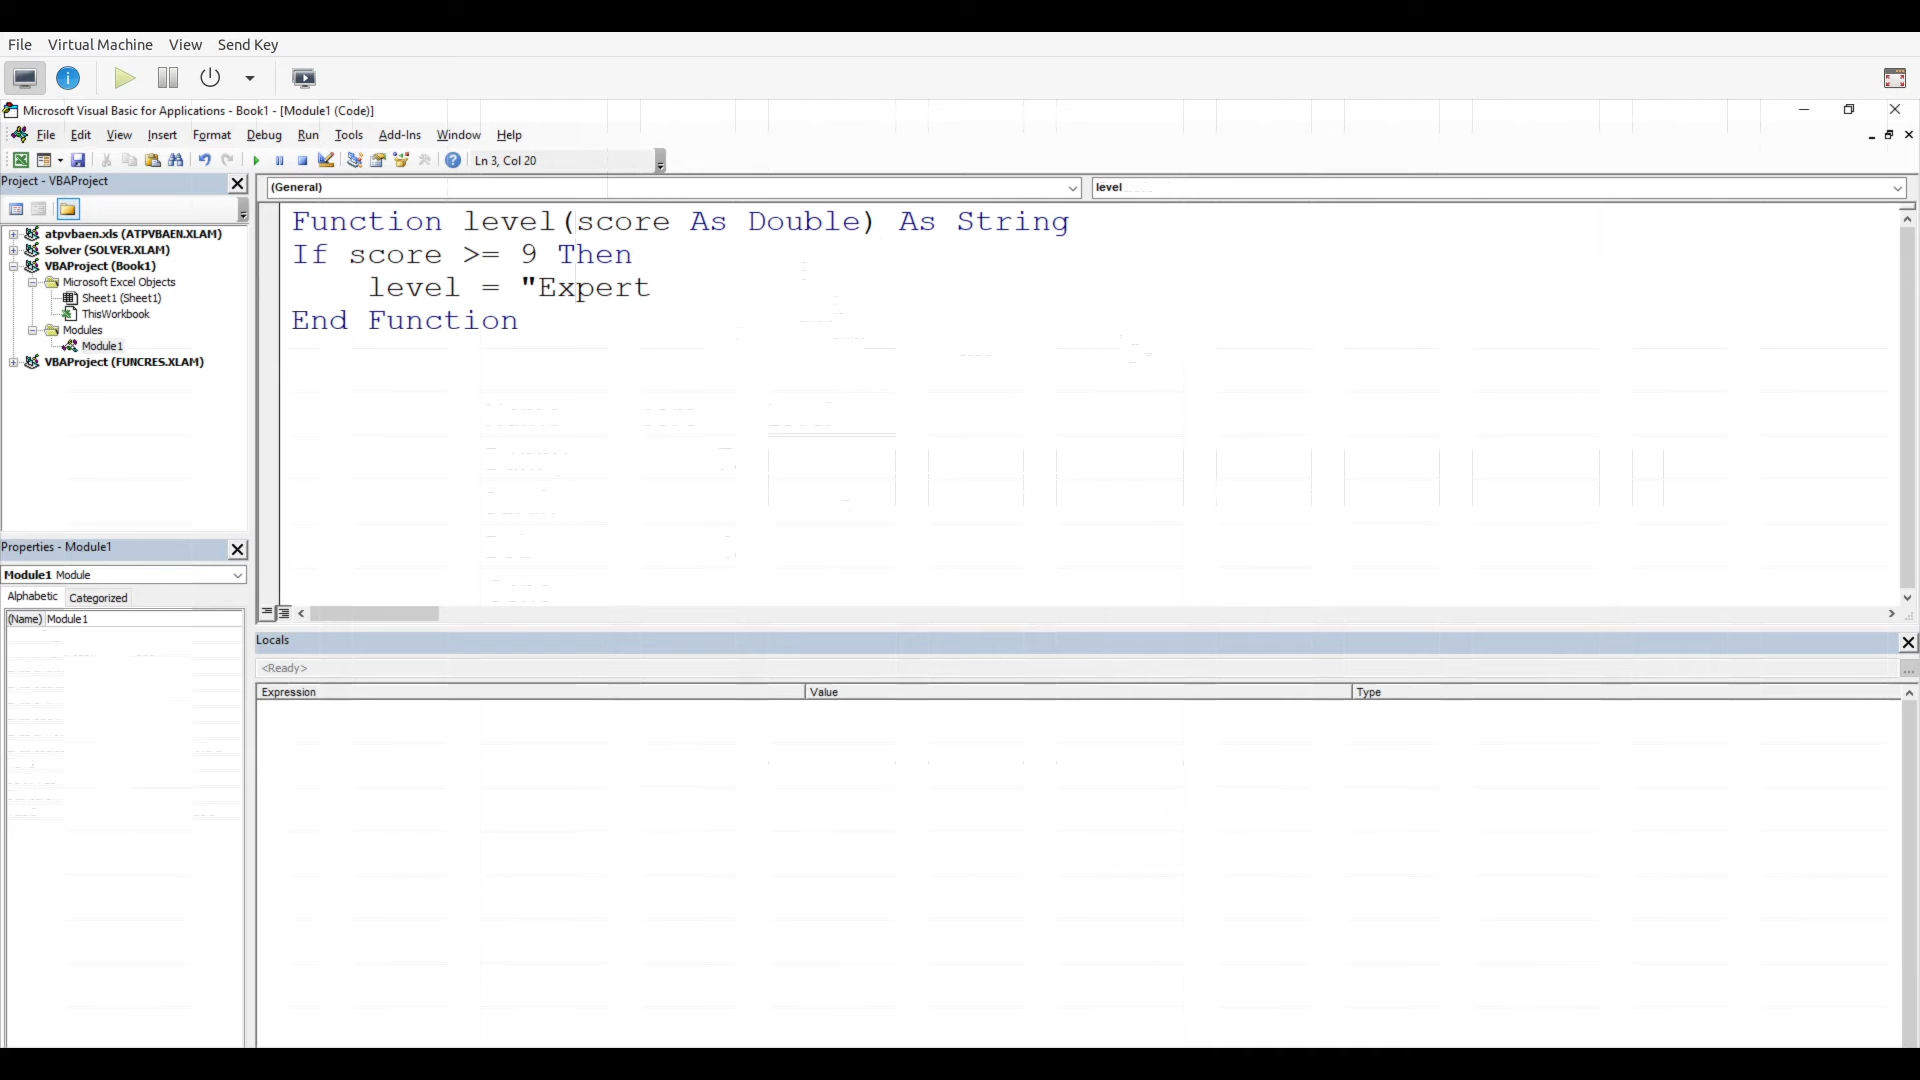 File Virtual Machine View Send Key
Microsoft Visual Basic for Applications - Book1 - [Module1 (Code)]
File Edit View Insert Format Debug Run Tools Add-Ins Window Help
Ln 3, Col 20
Project - VBAProject
(General) level
atpvbaen.xls (ATPVBAEN.XLAM)
Solver (SOLVER.XLAM)
VBAProject (Book1)
Microsoft Excel Objects
Sheet1 (Sheet1)
ThisWorkbook
Modules
Module1
VBAProject (FUNCRES.XLAM)
Function level(score As Double) As String
If score >= 9 Then
level = "Expert
End Function
Properties - Module1
Module1 Module
Alphabetic Categorized
(Name) Module1
Locals
<Ready>
Expression Value Type